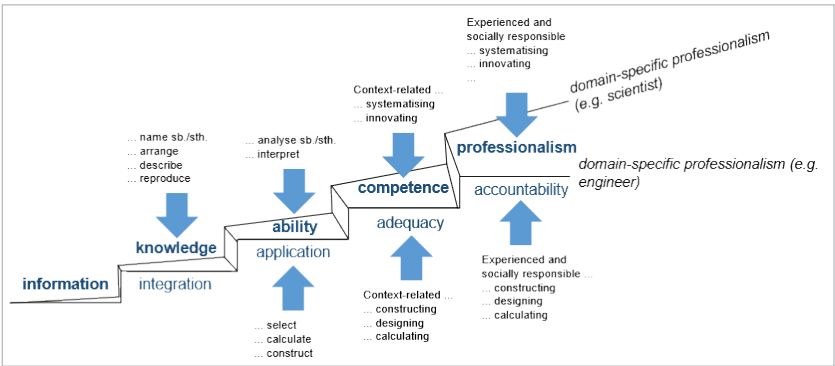 Experienced and
socially responsible
... systematising
... innovating
...
domain-specific professionalism
(e.g. scientist)
Context-related ...
... systematising
... innovating
... name sb./sth.
... arrange
... describe
... reproduce
... analyse sb./sth.
... interpret
professionalism
domain-specific professionalism (e.g.
engineer)
competence
accountability
ability
adequacy
knowledge
application
information
integration
Experienced and
socially responsible ...
... constructing
... designing
... calculating
Context-related ...
... constructing
... designing
... calculating
... select
... calculate
... construct